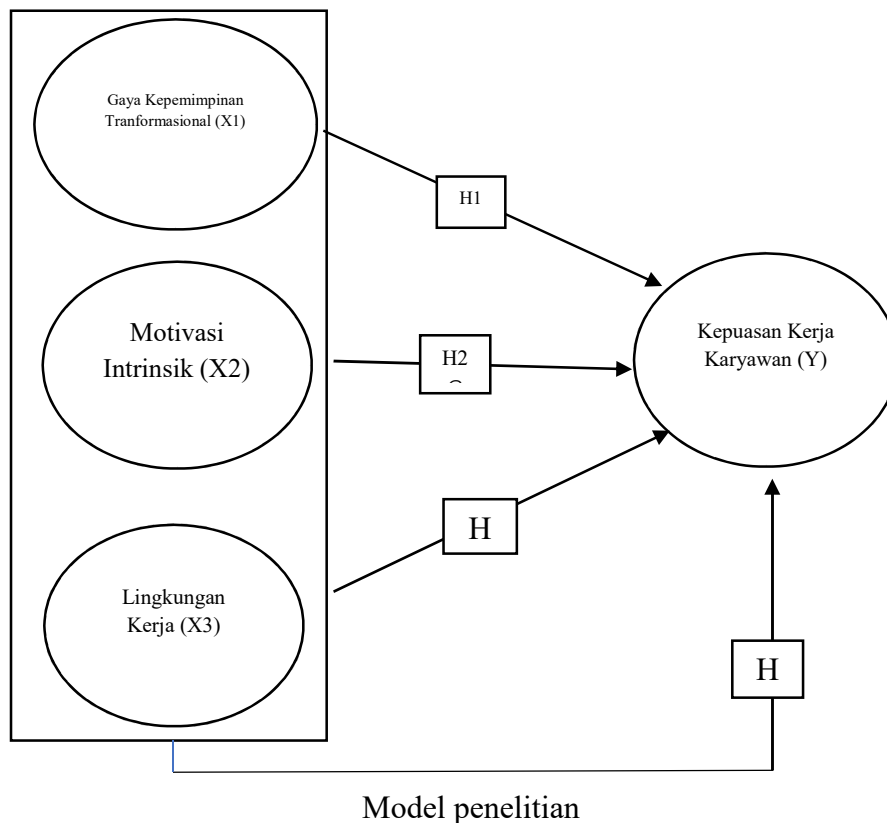 Gaya Kepemimpinan
Tranformasional (X1)
H1
Motivasi
Intrinsik (X2)
H2
Kepuasan Kerja
Karyawan (Y)
H
Lingkungan
Kerja (X3)
H
Model penelitian